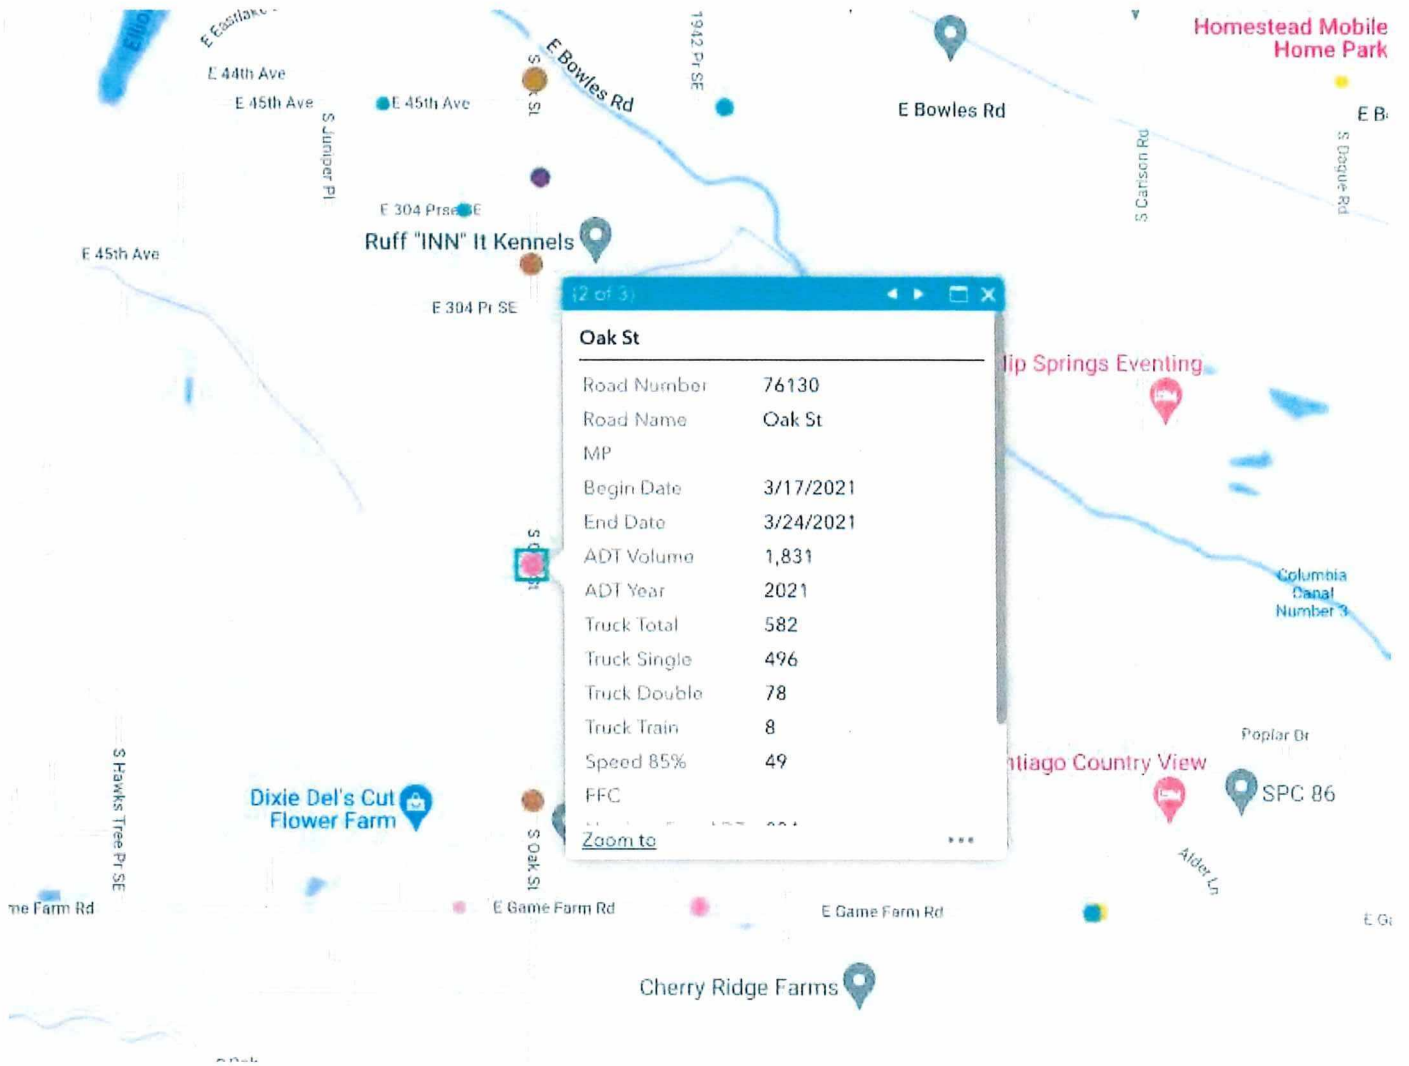 Homestead Mobile
Home Park
E Eastlake
E Bowles Rd
1942 Pr SE
E 44th Ave
E 45th Ave
E 45th Ave
E Bowles Rd
S Juniper Pl
S Carlson Rd
S Dague Rd
E 304 Pr SE
Ruff "INN" It Kennels
E 45th Ave
E 304 Pr SE
(2 of 3)
Oak St
Road Number 76130
Road Name Oak St
MP
Begin Date 3/17/2021
End Date 3/24/2021
ADT Volume 1,831
ADT Year 2021
Truck Total 582
Truck Single 496
Truck Double 78
Truck Train 8
Speed 85% 49
FFC
Zoom to
lip Springs Eventing
Columbia
Canal
Number 3
Poplar Dr
ntiago Country View
SPC 86
Alder Ln
S Hawks Tree Pr SE
Dixie Del's Cut
Flower Farm
S Oak St
me Farm Rd
E Game Farm Rd
E Game Farm Rd
Cherry Ridge Farms